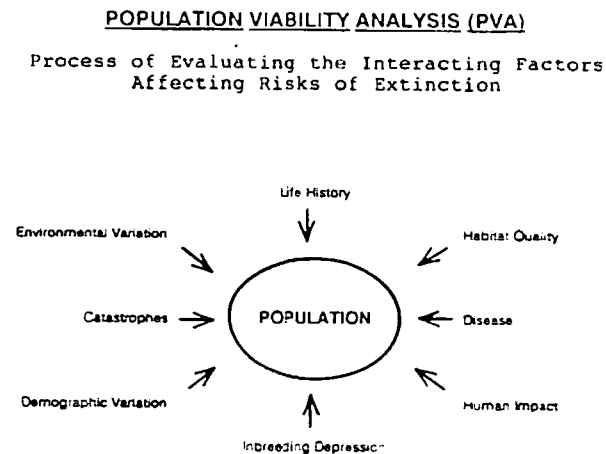 POPULATION VIABILITY ANALYSIS (PVA)
Process of Evaluating the Interacting Factors
Affecting Risks of Extinction
Life History
Environmental Variation
Habitat Quality
Catastrophes
POPULATION
Disease
Demographic Variation
Human Impact
Inbreeding Depression